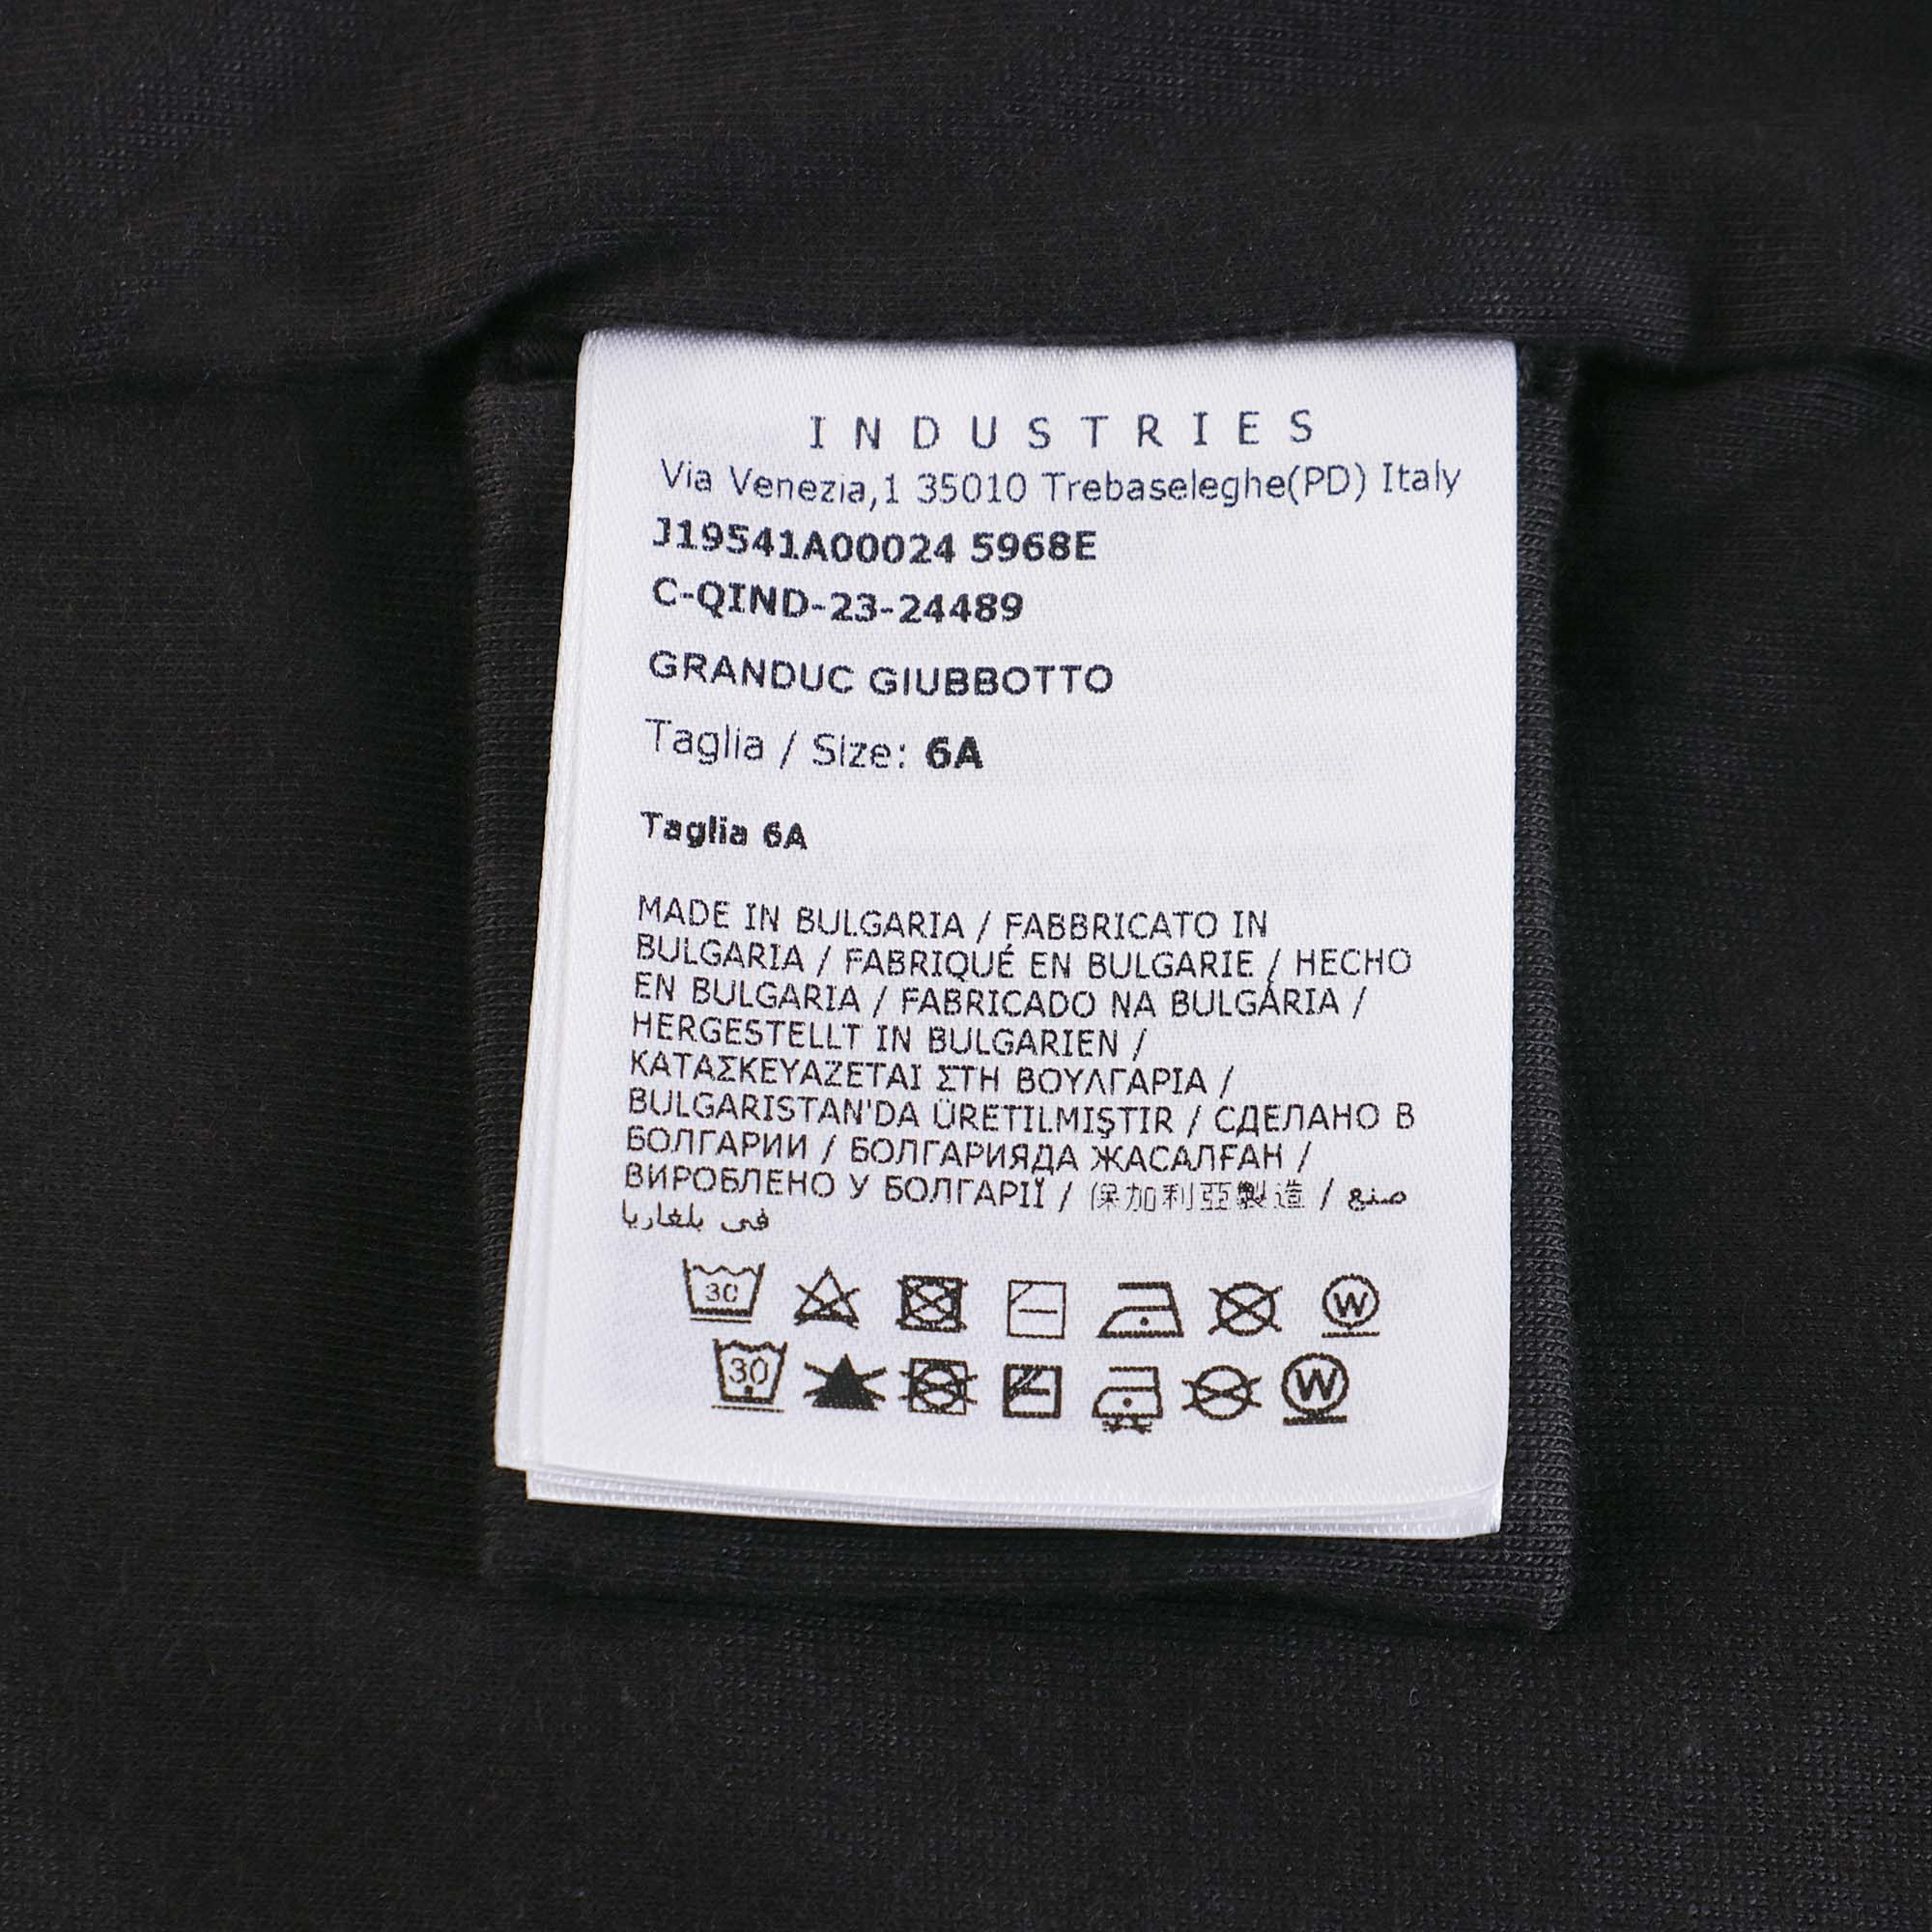 INDUSTRIES
Via Venezia,1 35010 Trebaseleghe(PD) Italy
J19541A00024 5968E
C-QIND-23-24489
GRANDUC GIUBBOTTO
Taglia / Size: 6A
Taglia 6A
MADE IN BULGARIA / FABBRICATO IN
BULGARIA / FABRIQUÉ EN BULGARIE / HECHO
EN BULGARIA / FABRICADO NA BULGÁRIA /
HERGESTELLT IN BULGARIEN /
ΚΑΤΑΣΚΕΥΑΖΕΤΑΙ ΣΤΗ ΒΟΥΛΓΑΡΙΑ /
BULGARISTAN'DA ÜRETILMIŞTIR / СДЕЛАНО В
БОЛГАРИИ / БОЛГАРИЯДА ЖАСАЛҒАН /
ВИРОБЛЕНО У БОЛГАРІЇ / 保加利亞製造 / صنع
في بلغاريا
30 W
30 W